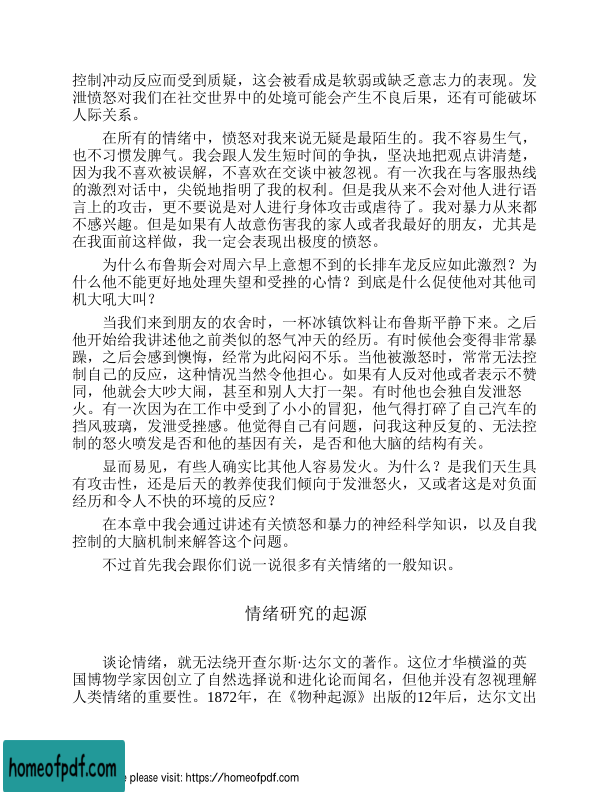 控制冲动反应而受到质疑，这会被看成是软弱或缺乏意志力的表现。发
泄愤怒对我们在社交世界中的处境可能会产生不良后果，还有可能破坏
人际关系。
在所有的情绪中，愤怒对我来说无疑是最陌生的。我不容易生气，
也不习惯发脾气。我会跟人发生短时间的争执，坚决地把观点讲清楚，
因为我不喜欢被误解，不喜欢在交谈中被忽视。有一次我在与客服热线
的激烈对话中，尖锐地指明了我的权利。但是我从来不会对他人进行语
言上的攻击，更不要说是对人进行身体攻击或虐待了。我对暴力从来都
不感兴趣。但是如果有人故意伤害我的家人或者我最好的朋友，尤其是
在我面前这样做，我一定会表现出极度的愤怒。
为什么布鲁斯会对周六早上意想不到的长排车龙反应如此激烈？为
什么他不能更好地处理失望和受挫的心情？到底是什么促使他对其他司
机大吼大叫？
当我们来到朋友的农舍时，一杯冰镇饮料让布鲁斯平静下来。之后
他开始给我讲述他之前类似的怒气冲天的经历。有时候他会变得非常暴
躁，之后会感到懊悔，经常为此闷闷不乐。当他被激怒时，常常无法控
制自己的反应，这种情况当然令他担心。如果有人反对他或者表示不赞
同，他就会大吵大闹，甚至和别人大打一架。有时他也会独自发泄怒
火。有一次因为在工作中受到了小小的冒犯，他气得打碎了自己汽车的
挡风玻璃，发泄受挫感。他觉得自己有问题，问我这种反复的、无法控
制的怒火喷发是否和他的基因有关，是否和他大脑的结构有关。
显而易见，有些人确实比其他人容易发火。为什么？是我们天生具
有攻击性，还是后天的教养使我们倾向于发泄怒火，又或者这是对负面
经历和令人不快的环境的反应？
在本章中我会通过讲述有关愤怒和暴力的神经科学知识，以及自我
控制的大脑机制来解答这个问题。
不过首先我会跟你们说一说很多有关情绪的一般知识。
情绪研究的起源
谈论情绪，就无法绕开查尔斯·达尔文的著作。这位才华横溢的英
国博物学家因创立了自然选择说和进化论而闻名，但他并没有忽视理解
人类情绪的重要性。1872年，在《物种起源》出版的12年后，达尔文出
homeofpdf.com
e please visit: https://homeofpdf.com